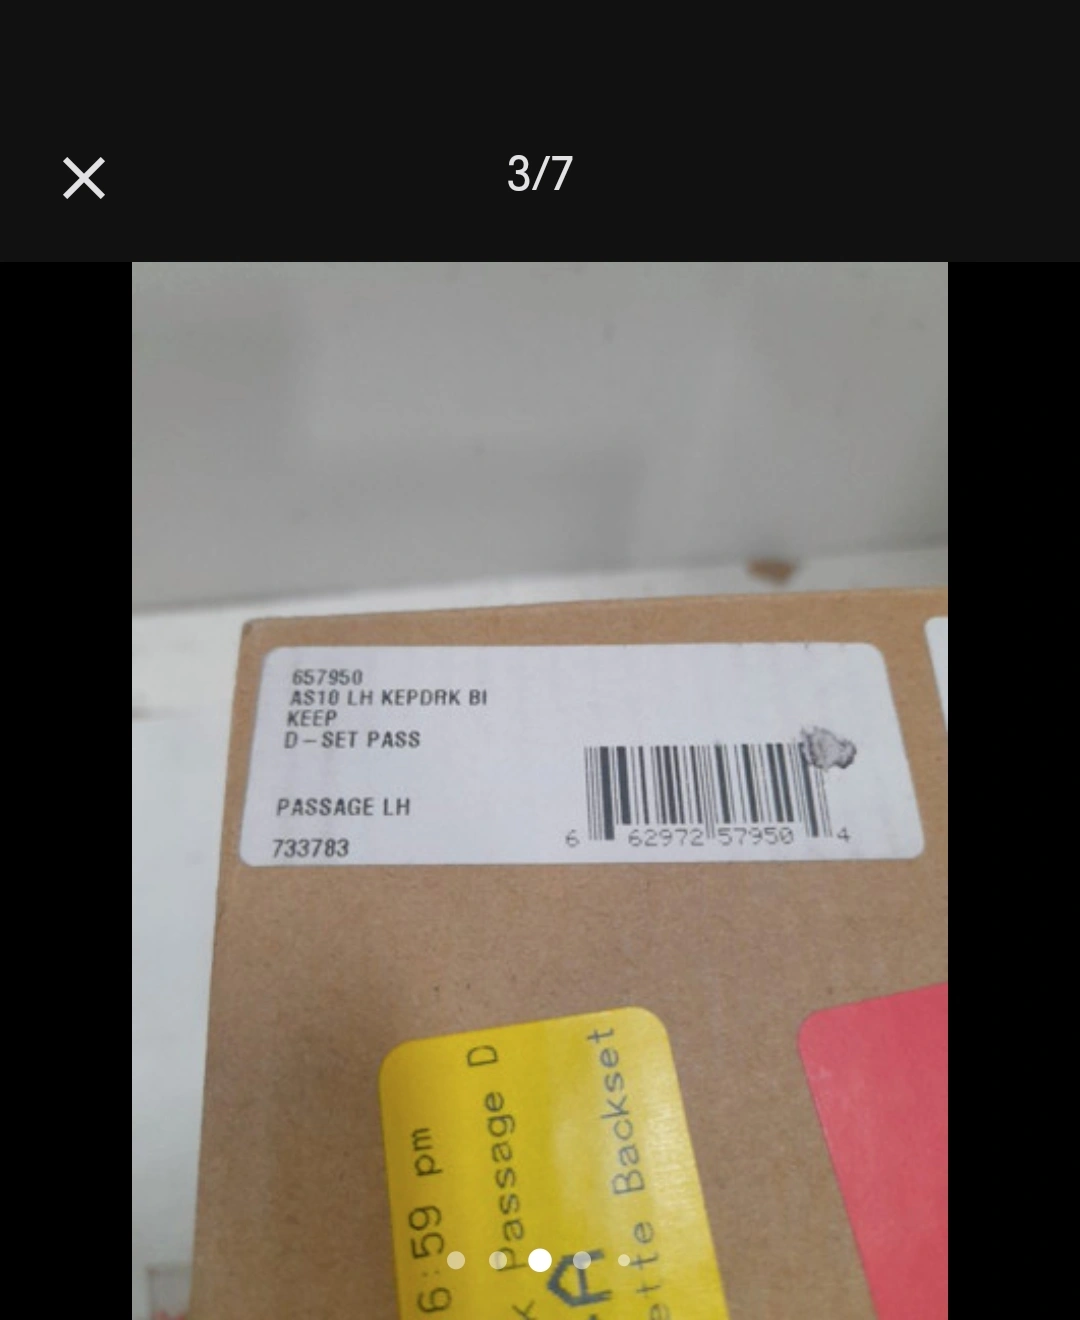 3/7
657950
AS10 LH KEPDRK BI
KEEP
D-SET PASS
PASSAGE LH
733783
6 62972 57950 4
6:59 pm
Passage D
A
Backset